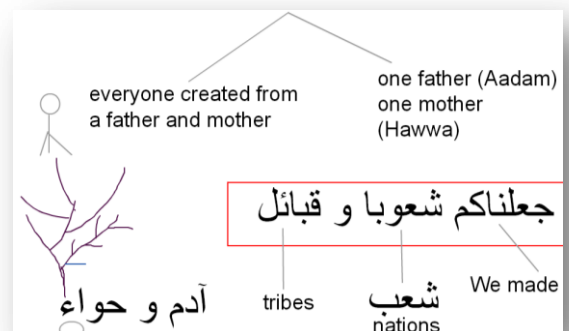 everyone created from
a father and mother
one father (Aadam)
one mother
(Hawwa)
جعلناكم شعوبا و قبائل
tribes
شعب
nations
We made
آدم و حواء